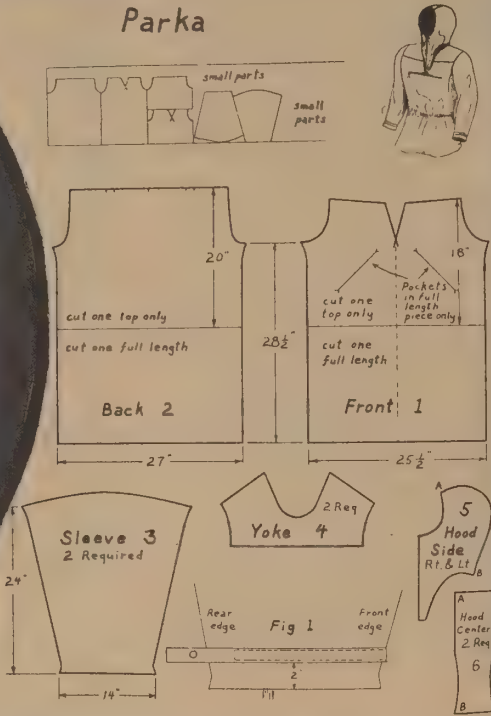 Parka
small parts
small
parts
20"
cut one top only
cut one full length
Back 2
27"
28½"
18"
Pockets
in full
length
piece only
cut one
top only
cut one
full length
Front 1
25½"
Sleeve 3
2 Required
24"
14"
2 Req
Yoke 4
A
5
Hood
Side
Rt. & Lt
B
Rear
edge
Fig 1
Front
edge
2"
A
Hood
Center
2 Req
6
B